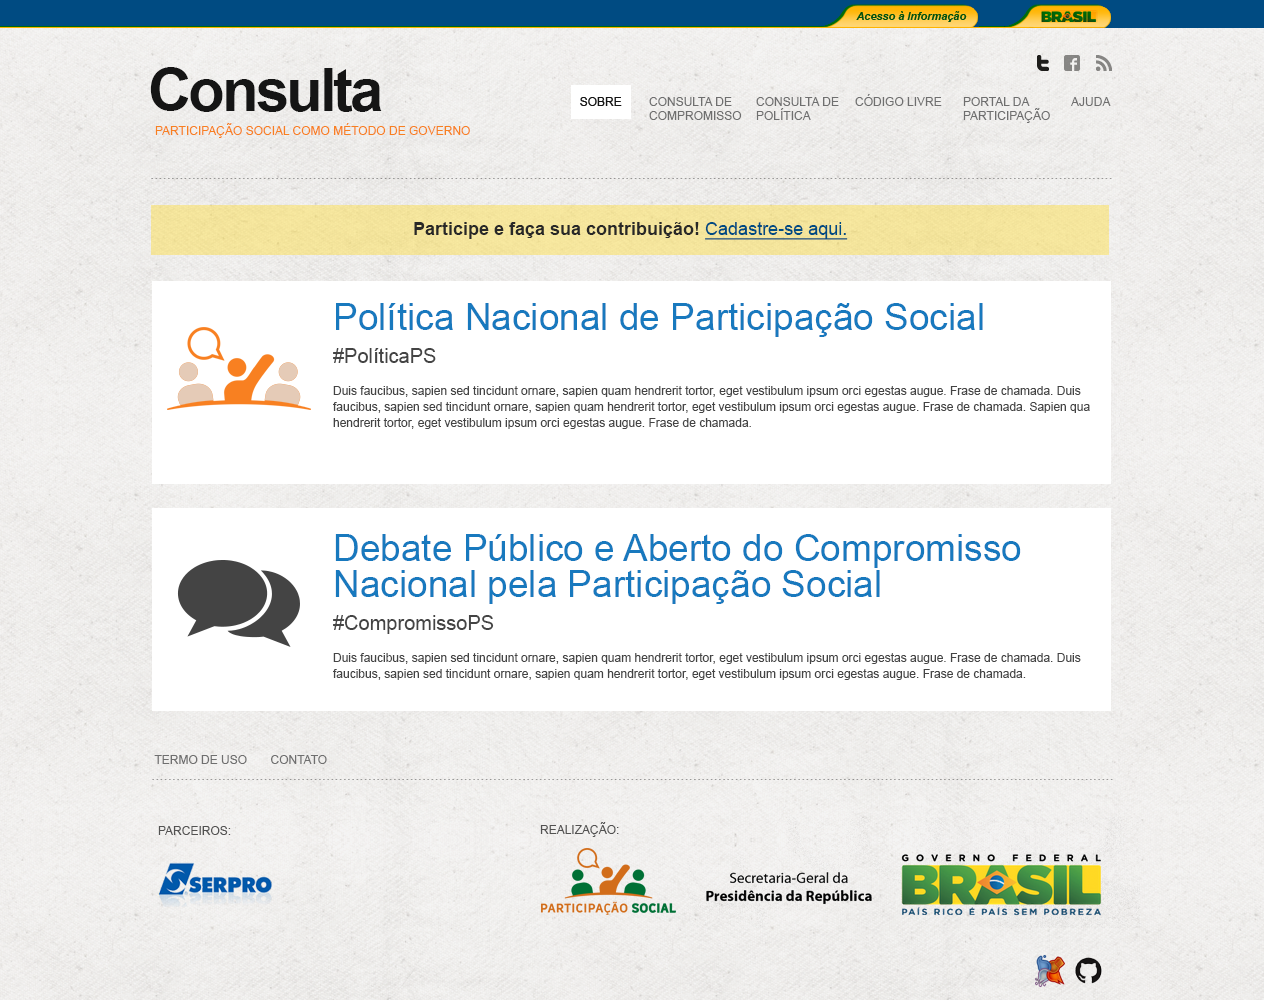 Acesso à informação
BRASIL
Consulta
PARTICIPAÇÃO SOCIAL COMO MÉTODO DE GOVERNO
SOBRE
CONSULTA DE
COMPROMISSO
CONSULTA DE
POLÍTICA
CÓDIGO LIVRE
PORTAL DA
PARTICIPAÇÃO
AJUDA
Participe e faça sua contribuição! Cadastre-se aqui.
Política Nacional de Participação Social
#PolíticaPS
Duis faucibus, sapien sed tincidunt ornare, sapien quam hendrerit tortor, eget vestibulum ipsum orci egestas augue. Frase de chamada. Duis
faucibus, sapien sed tincidunt ornare, sapien quam hendrerit tortor, eget vestibulum ipsum orci egestas augue. Frase de chamada. Sapien qua
hendrerit tortor, eget vestibulum ipsum orci egestas augue. Frase de chamada.
Debate Público e Aberto do Compromisso
Nacional pela Participação Social
#CompromissoPS
Duis faucibus, sapien sed tincidunt ornare, sapien quam hendrerit tortor, eget vestibulum ipsum orci egestas augue. Frase de chamada. Duis
faucibus, sapien sed tincidunt ornare, sapien quam hendrerit tortor, eget vestibulum ipsum orci egestas augue. Frase de chamada.
TERMO DE USO
CONTATO
PARCEIROS:
SERPRO
REALIZAÇÃO:
PARTICIPAÇÃO SOCIAL
Secretaria-Geral da
Presidência da República
GOVERNO FEDERAL
BRASIL
PAÍS RICO É PAÍS SEM POBREZA